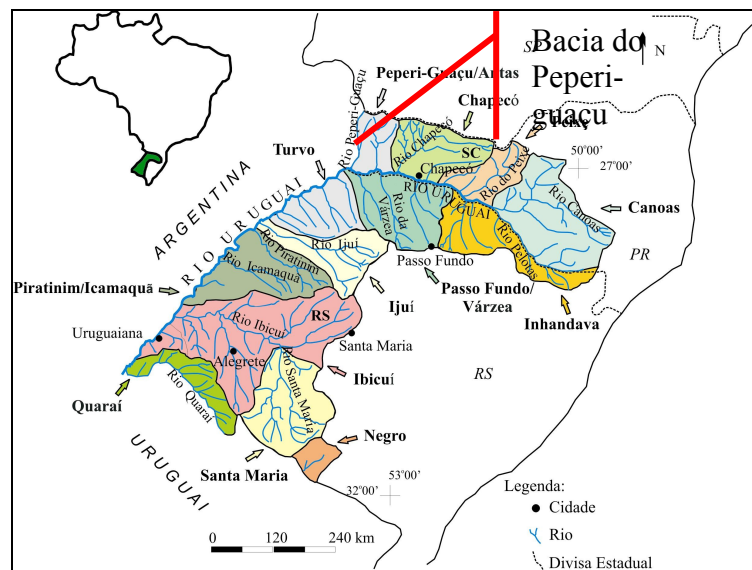 SP
Bacia do
Peperi-
guaçu
N
Peperi-Guaçu/Antas
Chapecó
Peixe
Rio Peperi-Guaçu
Rio Chapecó
SC
Chapecó
Rio do Peixe
50°00’
27°00’
Turvo
RIO URUGUAI
Rio Canoas
Canoas
ARGENTINA
RIO URUGUAI
Rio da
Várzea
Rio Pelotas
PR
Rio Ijuí
Rio Piratinim
Rio Icamaquã
Passo Fundo
Piratinim/Icamaquã
Ijuí
Passo Fundo/
Várzea
Inhandava
Uruguaiana
Rio Ibicuí
RS
Santa Maria
Alegrete
Rio Santa Maria
Ibicuí
RS
Quaraí
Rio Quaraí
Negro
URUGUAI
Santa Maria
53°00’
32°00’
Legenda:
Cidade
Rio
Divisa Estadual
0 120 240 km